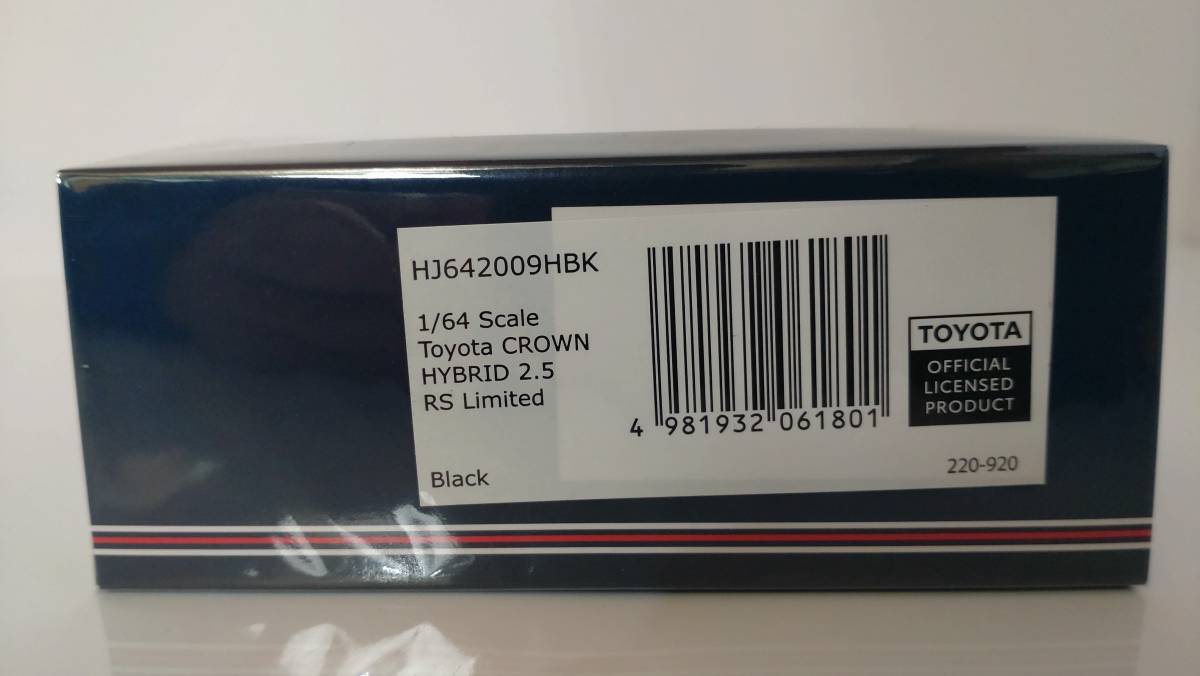 HJ642009HBK
1/64 Scale
Toyota CROWN
HYBRID 2.5
RS Limited
Black
4 981932 061801
TOYOTA
OFFICIAL
LICENSED
PRODUCT
220-920